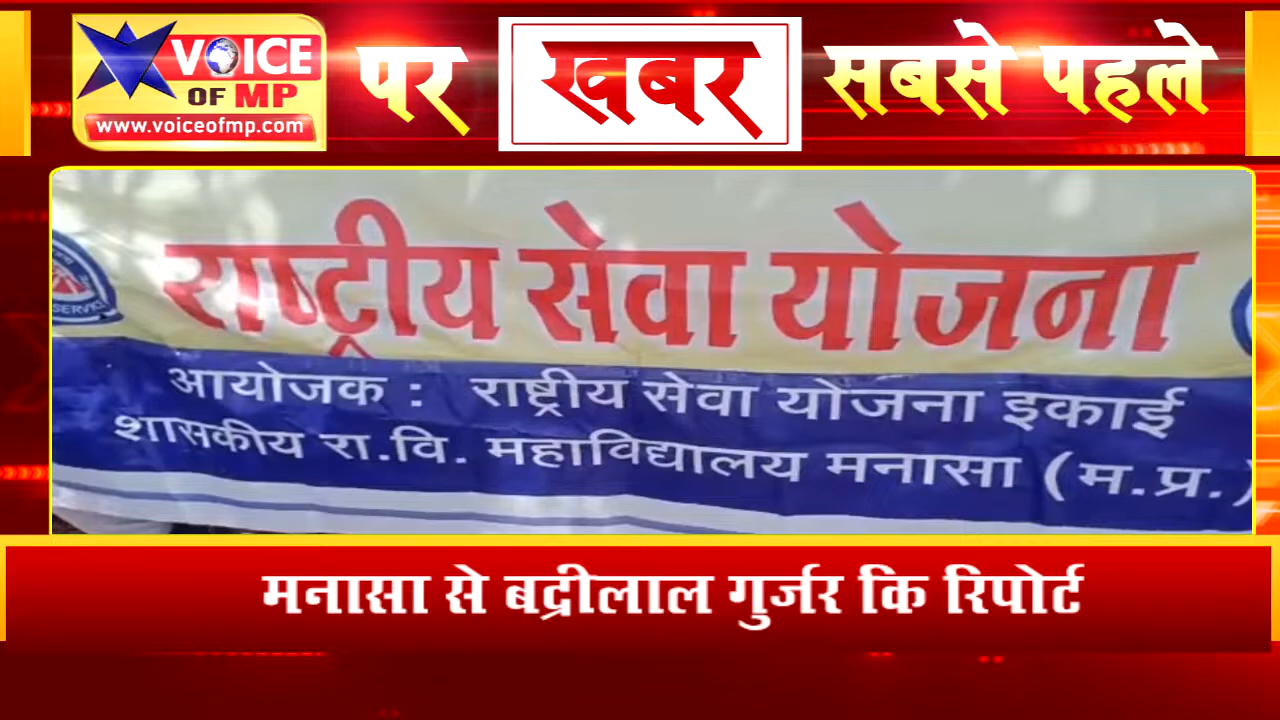 VOICE
OF MP
www.voiceofmp.com
पर खबर सबसे पहले
राष्ट्रीय सेवा योजना
SERVICE
आयोजक : राष्ट्रीय सेवा योजना इकाई
शासकीय रा.वि. महाविद्यालय मनासा (म.प्र.)
मनासा से बद्रीलाल गुर्जर कि रिपोर्ट